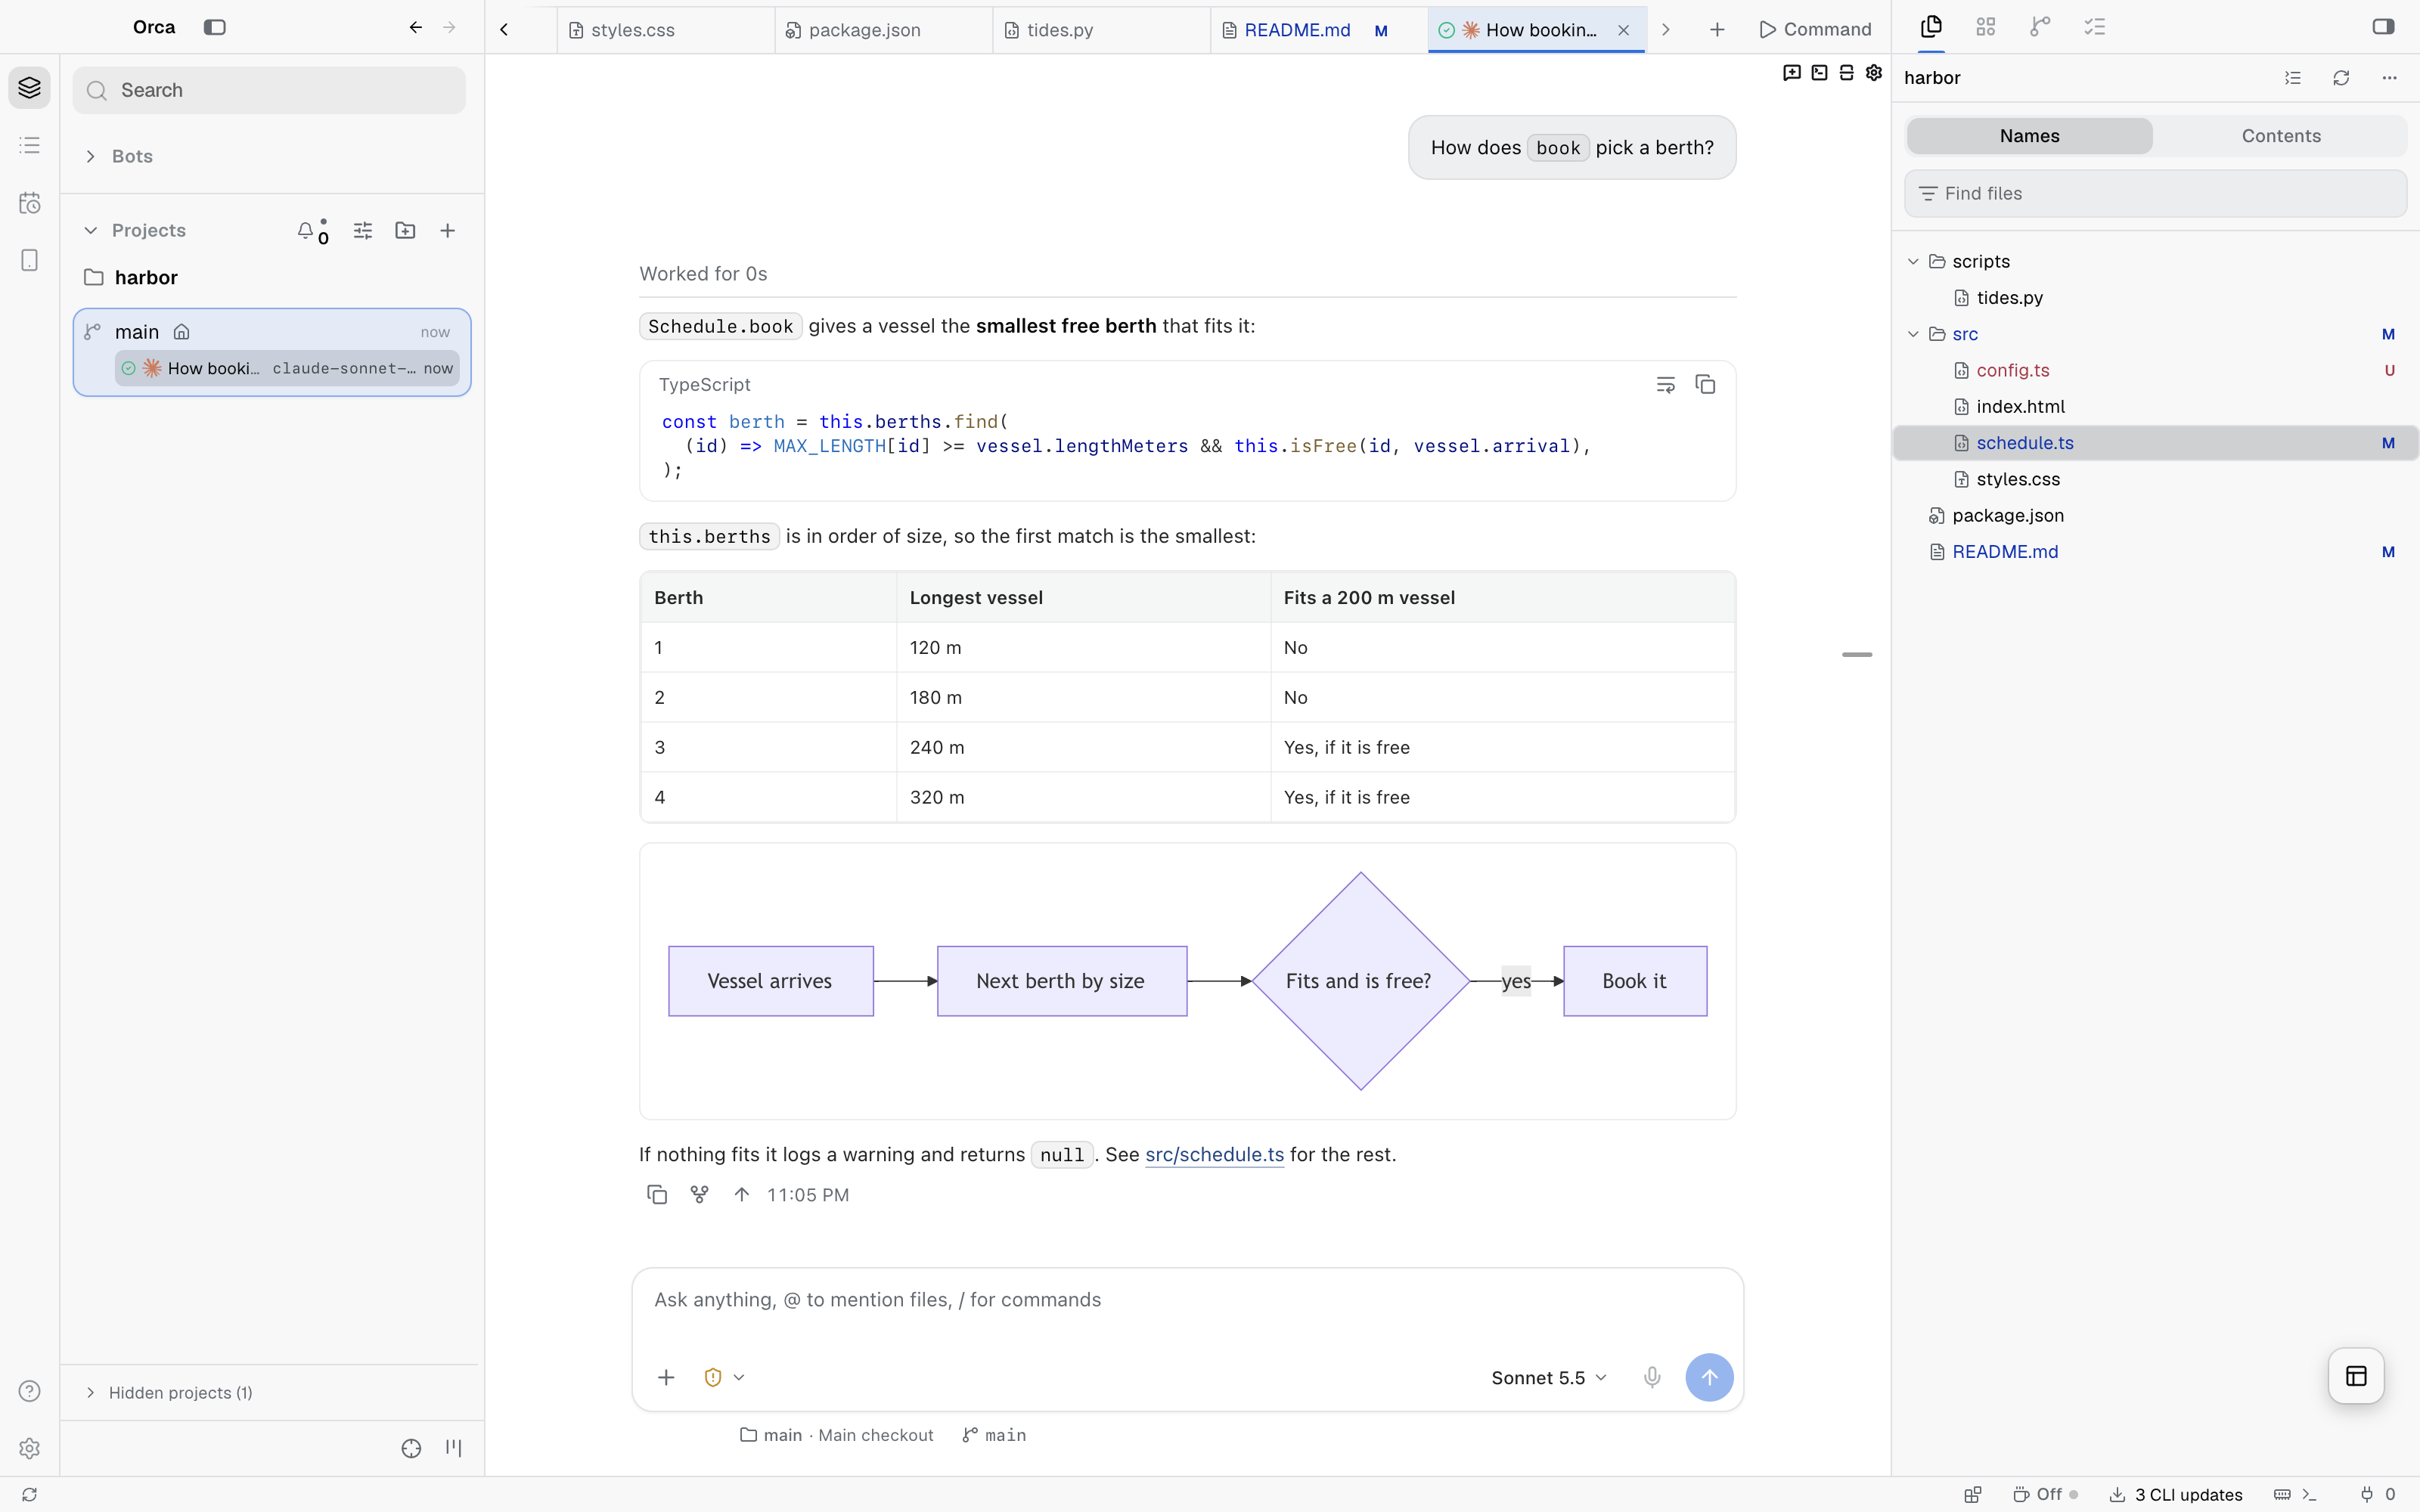 Orca
styles.css
package.json
tides.py
README.md M
How bookin...
Command
Search
Bots
Projects
0
harbor
main now
How booki... claude-sonnet-... now
Hidden projects (1)
How does book pick a berth?
Worked for 0s
Schedule.book gives a vessel the smallest free berth that fits it:
TypeScript
const berth = this.berths.find(
(id) => MAX_LENGTH[id] >= vessel.lengthMeters && this.isFree(id, vessel.arrival),
);
this.berths is in order of size, so the first match is the smallest:
Berth Longest vessel Fits a 200 m vessel
1 120 m No
2 180 m No
3 240 m Yes, if it is free
4 320 m Yes, if it is free
Vessel arrives
Next berth by size
Fits and is free?
yes
Book it
If nothing fits it logs a warning and returns null. See src/schedule.ts for the rest.
11:05 PM
Ask anything, @ to mention files, / for commands
Sonnet 5.5
main · Main checkout main
harbor
Names Contents
Find files
scripts
tides.py
src M
config.ts U
index.html
schedule.ts M
styles.css
package.json
README.md M
Off
3 CLI updates
0